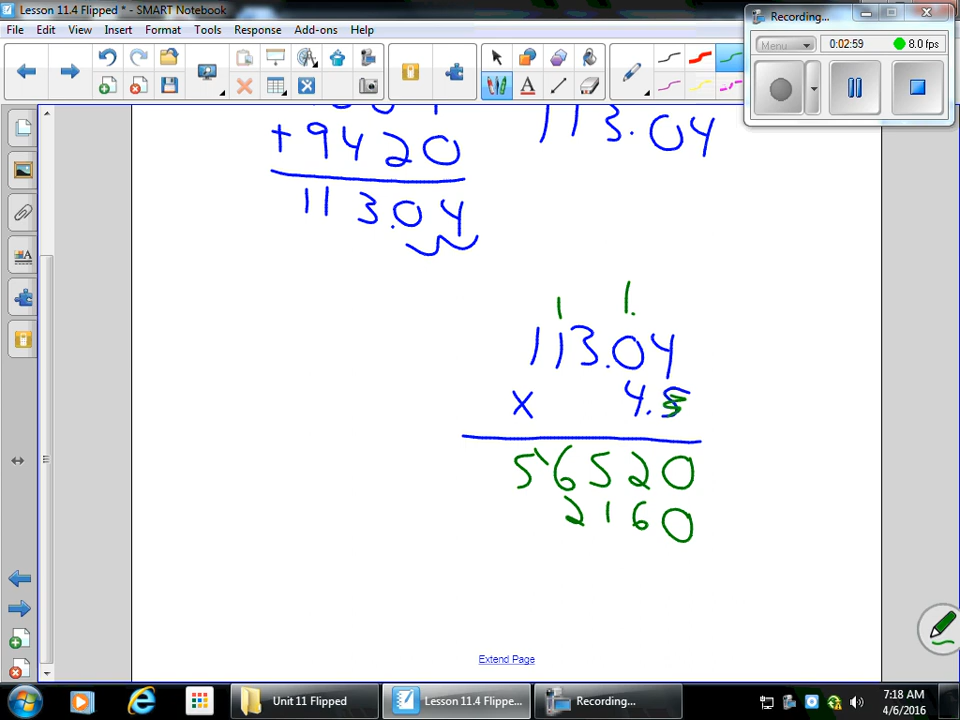 Lesson 11.4 Flipped * - SMART Notebook
File Edit View Insert Format Tools Response Add-ons Help
Recording...
Menu 0:02:59 8.0 fps
+ 9420
113.04
113.04
1 1.
113.04
x 4.5
56520
2160
Extend Page
Unit 11 Flipped
Lesson 11.4 Flippe...
Recording...
7:18 AM
4/6/2016